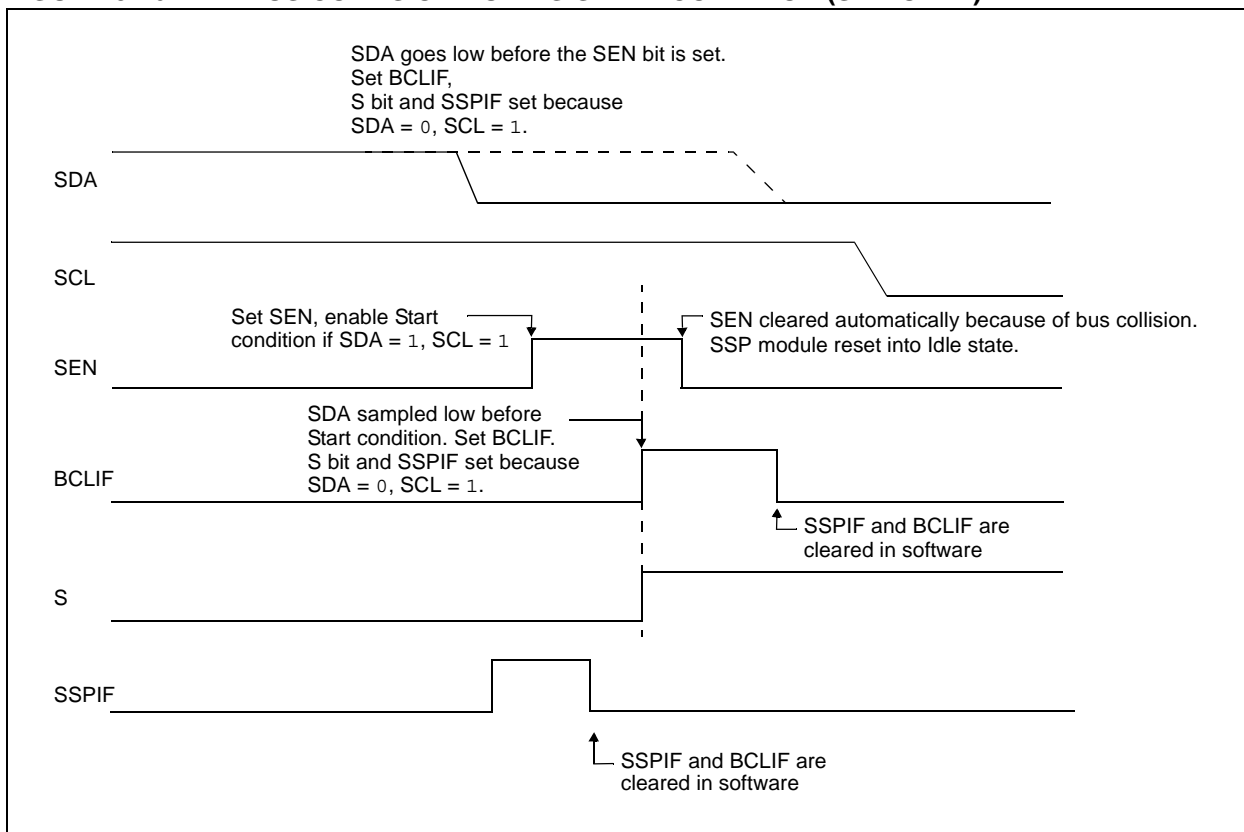 SDA goes low before the SEN bit is set.
Set BCLIF,
S bit and SSPIF set because
SDA = 0, SCL = 1.
SDA
SCL
Set SEN, enable Start
condition if SDA = 1, SCL = 1
SEN cleared automatically because of bus collision.
SSP module reset into Idle state.
SEN
SDA sampled low before
Start condition. Set BCLIF.
S bit and SSPIF set because
SDA = 0, SCL = 1.
BCLIF
SSPIF and BCLIF are
cleared in software
S
SSPIF
SSPIF and BCLIF are
cleared in software